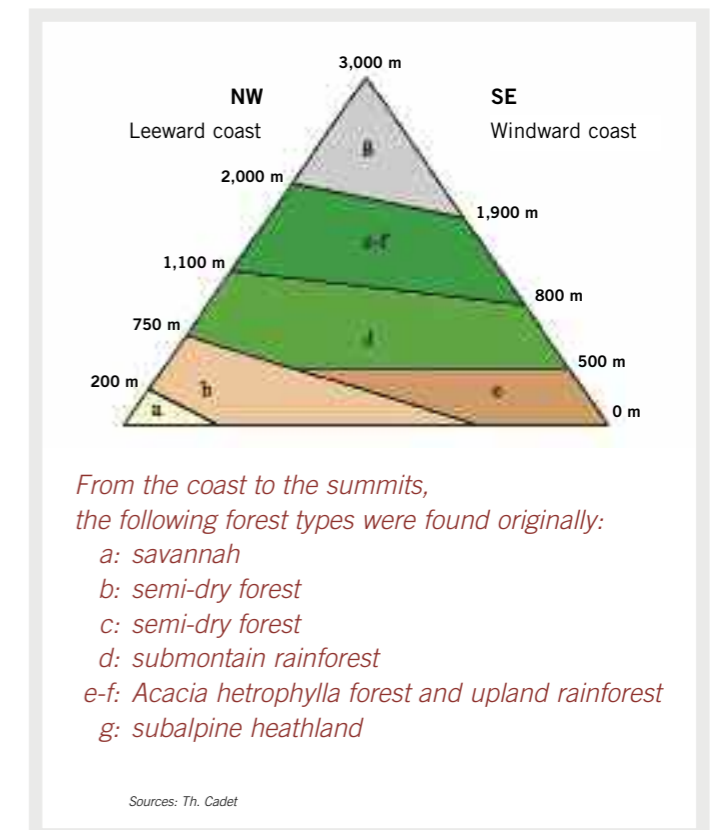 3,000 m
NW
SE
Leeward coast
Windward coast
2,000 m
g
1,900 m
e-f
1,100 m
800 m
750 m
d
500 m
200 m
b
c
a
0 m
From the coast to the summits,
the following forest types were found originally:
a: savannah
b: semi-dry forest
c: semi-dry forest
d: submontain rainforest
e-f: Acacia hetrophylla forest and upland rainforest
g: subalpine heathland
Sources: Th. Cadet